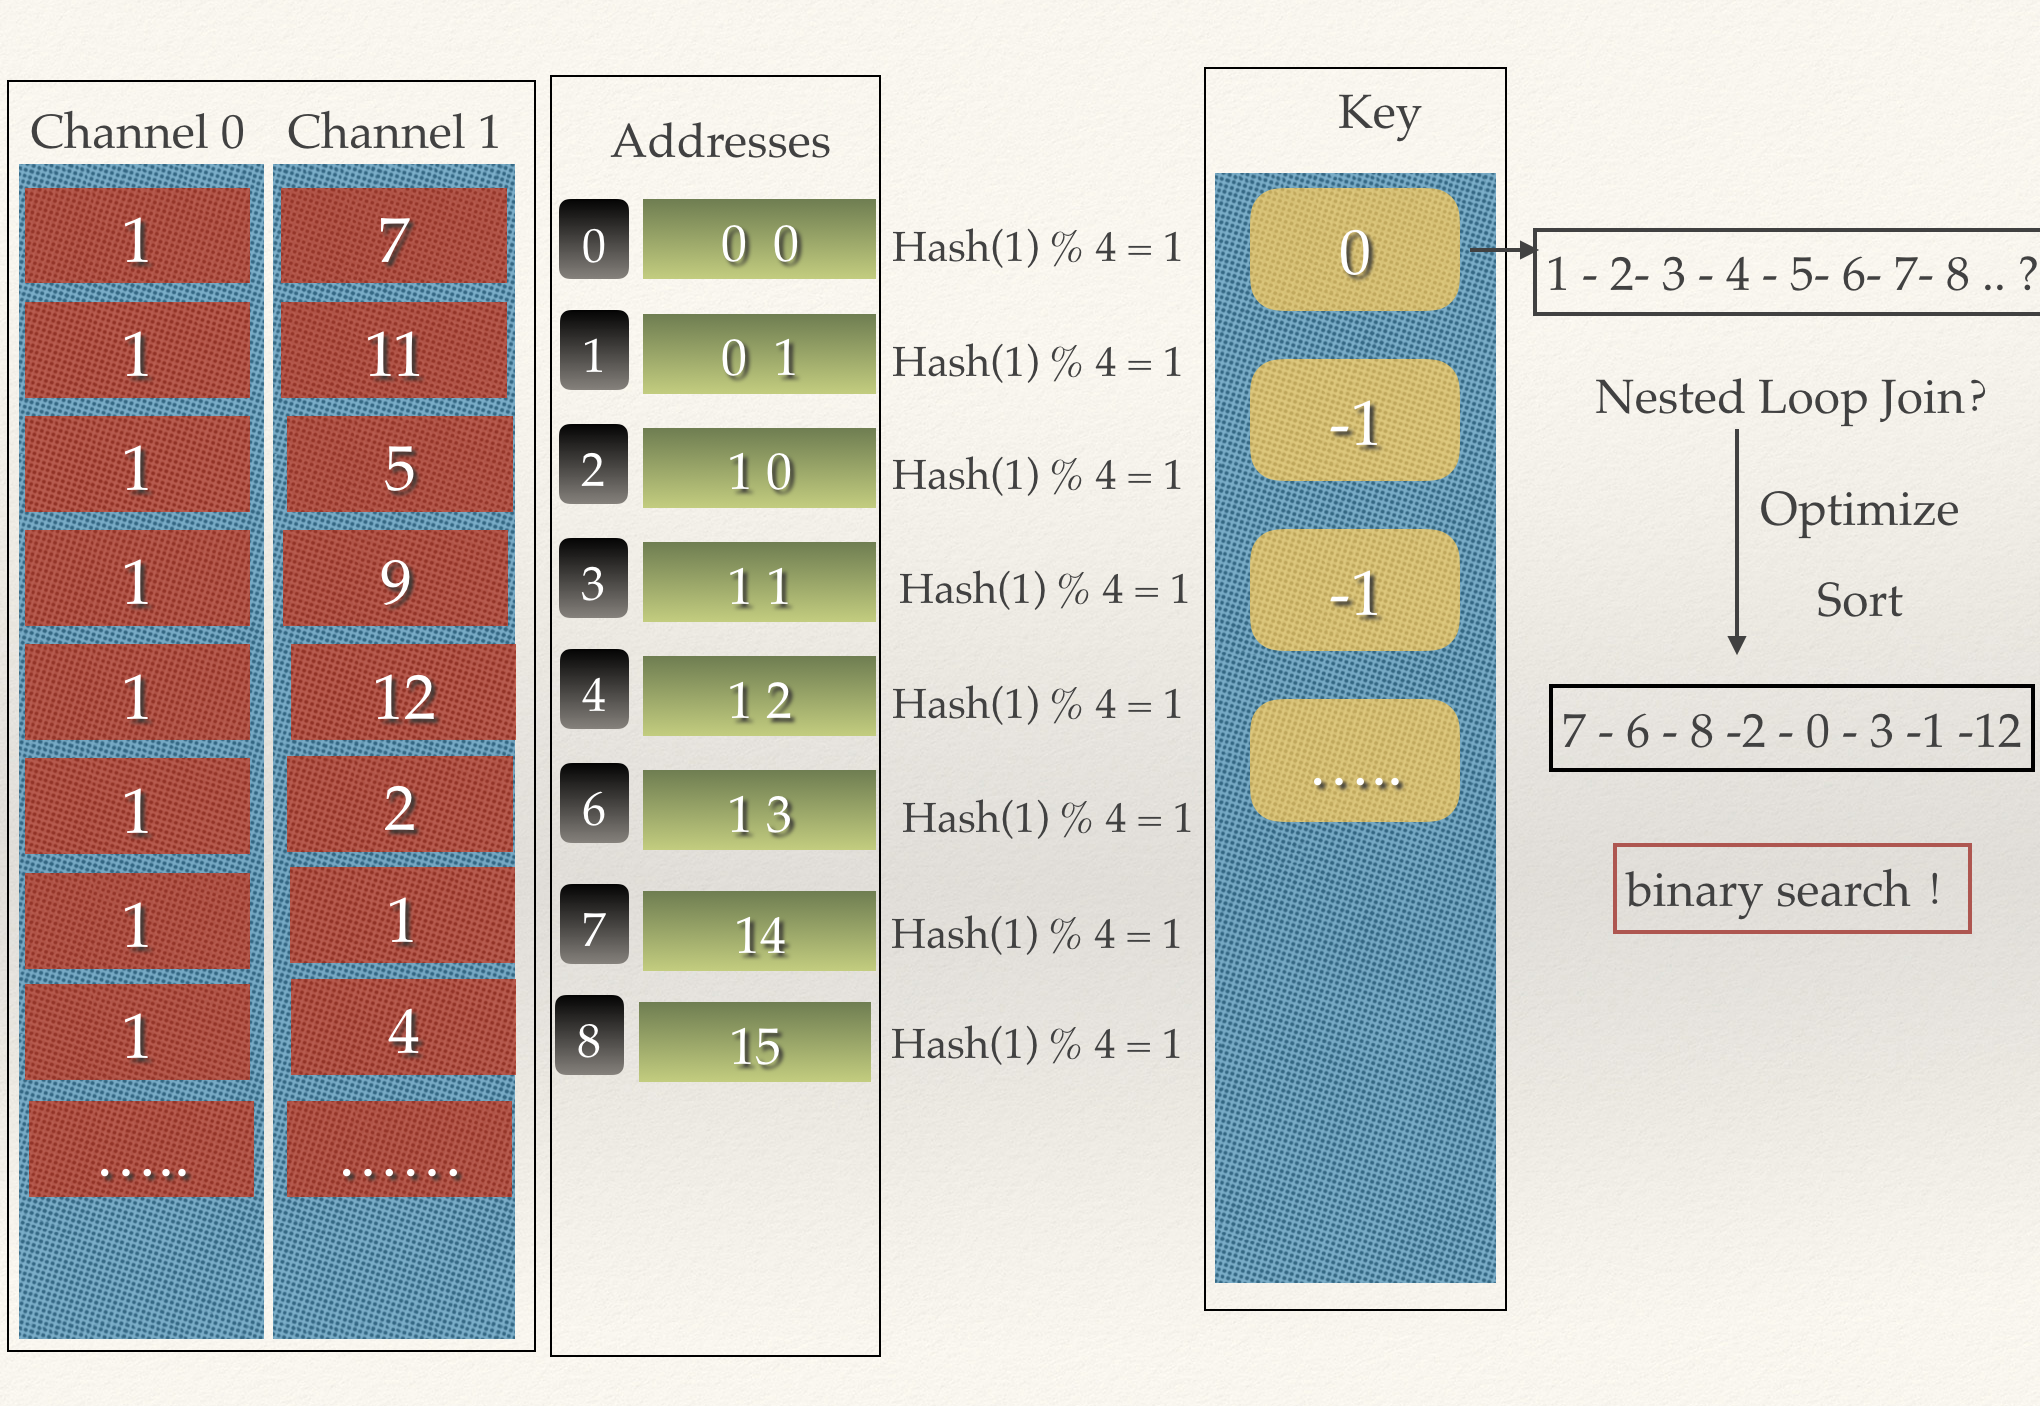 Channel 0 Channel 1
1 7
1 11
1 5
1 9
1 12
1 2
1 1
1 4
..... ......
Addresses
0 0 0 Hash(1) % 4 = 1
1 0 1 Hash(1) % 4 = 1
2 1 0 Hash(1) % 4 = 1
3 1 1 Hash(1) % 4 = 1
4 1 2 Hash(1) % 4 = 1
6 1 3 Hash(1) % 4 = 1
7 14 Hash(1) % 4 = 1
8 15 Hash(1) % 4 = 1
Key
0
-1
-1
.....
1 - 2- 3 - 4 - 5- 6- 7- 8 .. ?
Nested Loop Join?
Optimize
Sort
7 - 6 - 8 -2 - 0 - 3 -1 -12
binary search !